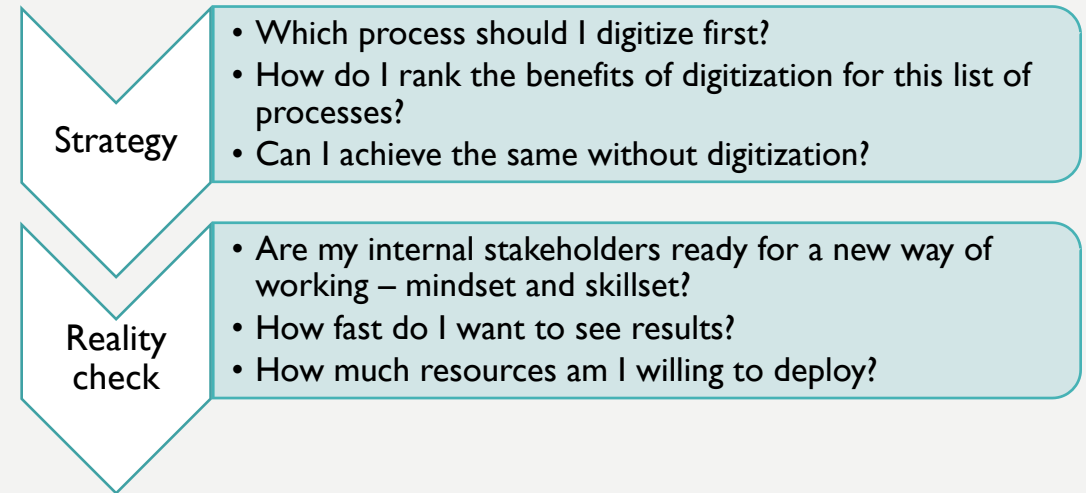 Strategy
• Which process should I digitize first?
• How do I rank the benefits of digitization for this list of
processes?
• Can I achieve the same without digitization?
Reality
check
• Are my internal stakeholders ready for a new way of
working – mindset and skillset?
• How fast do I want to see results?
• How much resources am I willing to deploy?